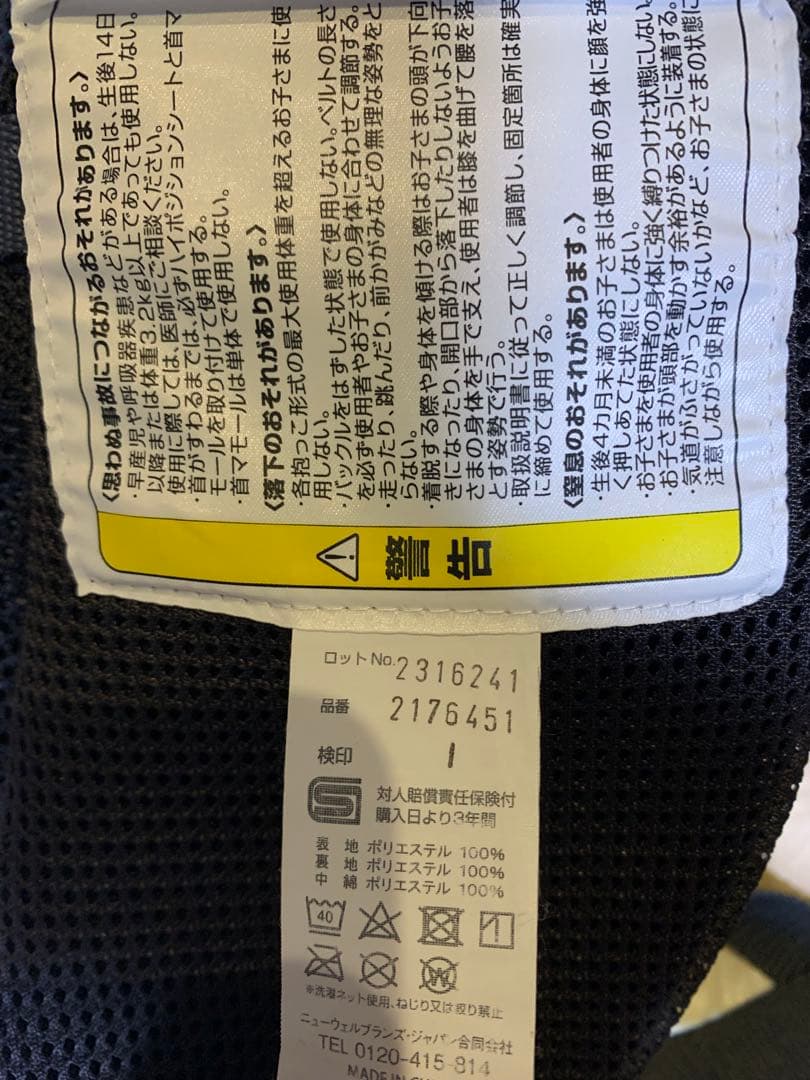 警告
〈思わぬ事故につながるおそれがあります。〉
・早産児や呼吸器疾患などがある場合は、生後14日
以降または体重3.2kg以上であっても使用しない。
使用に際しては、医師にご相談ください。
・首がすわるまでは、必ずハイポジションシートと首マ
モールを取り付けて使用する。
・首マモールは単体で使用しない。
〈落下のおそれがあります。〉
・各抱っこ形式の最大使用体重を超えるお子さまに使
用しない。
・バックルをはずした状態で使用しない。ベルトの長さ
を必ず使用者やお子さまの身体に合わせて調節する。
・走ったり、跳んだり、前かがみなどの無理な姿勢をと
らない。
・着脱する際や身体を傾ける際はお子さまの頭が下向
きになったり、開口部から落下したりしないようお子
さまの身体を手で支え、使用者は膝を曲げて腰を落
とす姿勢で行う。
・取扱説明書に従って正しく調節し、固定箇所は確実
に締めて使用する。
〈窒息のおそれがあります。〉
・生後4カ月未満のお子さまは使用者の身体に顔を強
く押しあてた状態にしない。
・お子さまを使用者の身体に強く縛りつけた状態にしない。
・お子さまが頭部を動かす余裕があるように装着する。
・気道がふさがっていないかなど、お子さまの状態に
注意しながら使用する。
ロットNo. 2316241
品番 2176451
検印 1
対人賠償責任保険付
購入日より3年間
表 地 ポリエステル 100%
裏 地 ポリエステル 100%
中 綿 ポリエステル 100%
40
※洗濯ネット使用、ねじり又は絞り禁止
ニューウェルブランズ・ジャパン合同会社
TEL 0120-415-814
MADE IN